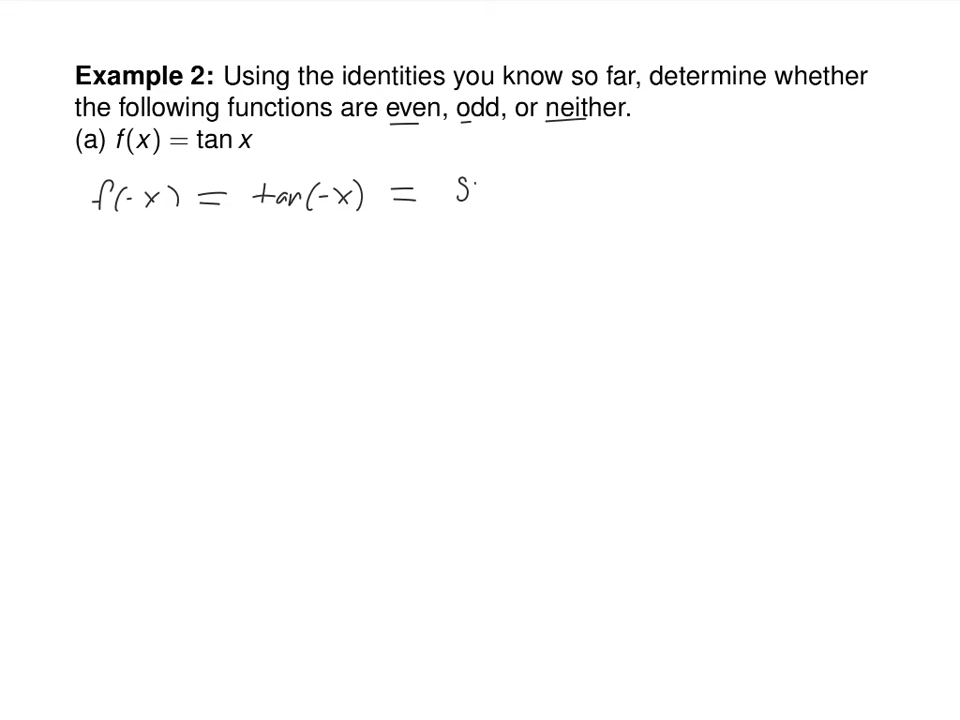 Example 2: Using the identities you know so far, determine whether
the following functions are even, odd, or neither.
(a) f(x) = tan x
f(-x) = tan(-x) = s